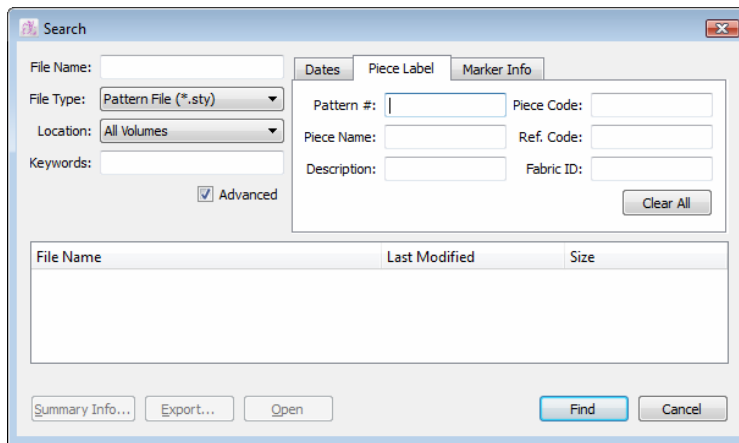 Search
File Name:
File Type: Pattern File (*.sty)
Location: All Volumes
Keywords:
Advanced
Dates Piece Label Marker Info
Pattern #: Piece Code:
Piece Name: Ref. Code:
Description: Fabric ID:
Clear All
File Name Last Modified Size
Summary Info... Export... Open Find Cancel